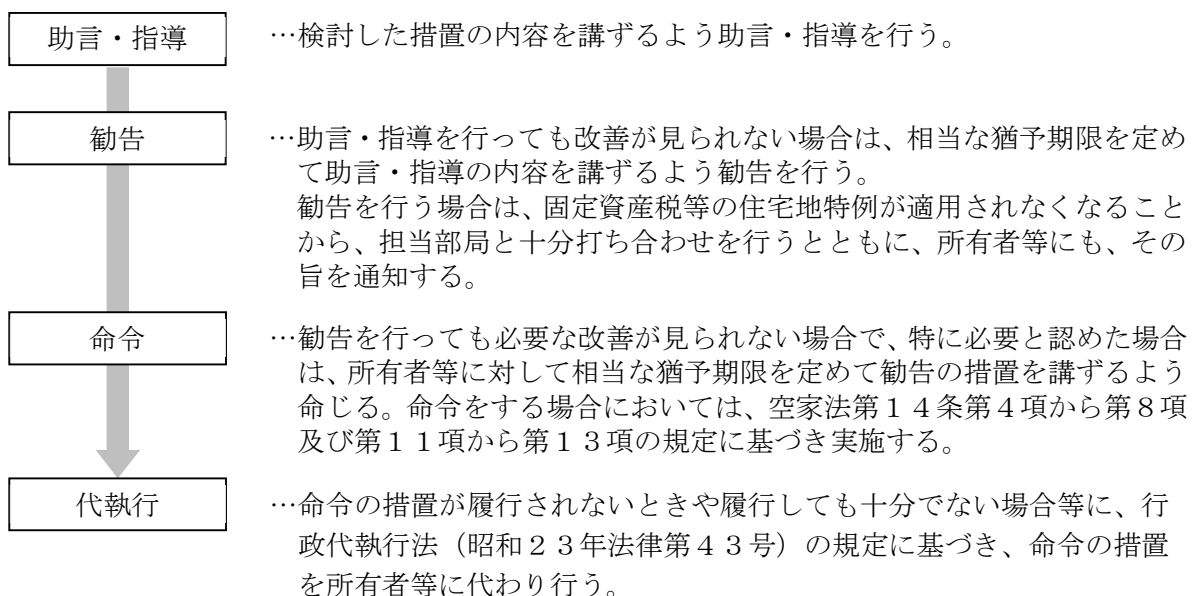 助言・指導
…検討した措置の内容を講ずるよう助言・指導を行う。
勧告
…助言・指導を行っても改善が見られない場合は、相当な猶予期限を定め
て助言・指導の内容を講ずるよう勧告を行う。
勧告を行う場合は、固定資産税等の住宅地特例が適用されなくなること
から、担当部局と十分打ち合わせを行うとともに、所有者等にも、その
旨を通知する。
命令
…勧告を行っても必要な改善が見られない場合で、特に必要と認めた場合
は、所有者等に対して相当な猶予期限を定めて勧告の措置を講ずるよう
命じる。命令をする場合においては、空家法第１４条第４項から第８項
及び第１１項から第１３項の規定に基づき実施する。
代執行
…命令の措置が履行されないときや履行しても十分でない場合等に、行
政代執行法（昭和２３年法律第４３号）の規定に基づき、命令の措置
を所有者等に代わり行う。